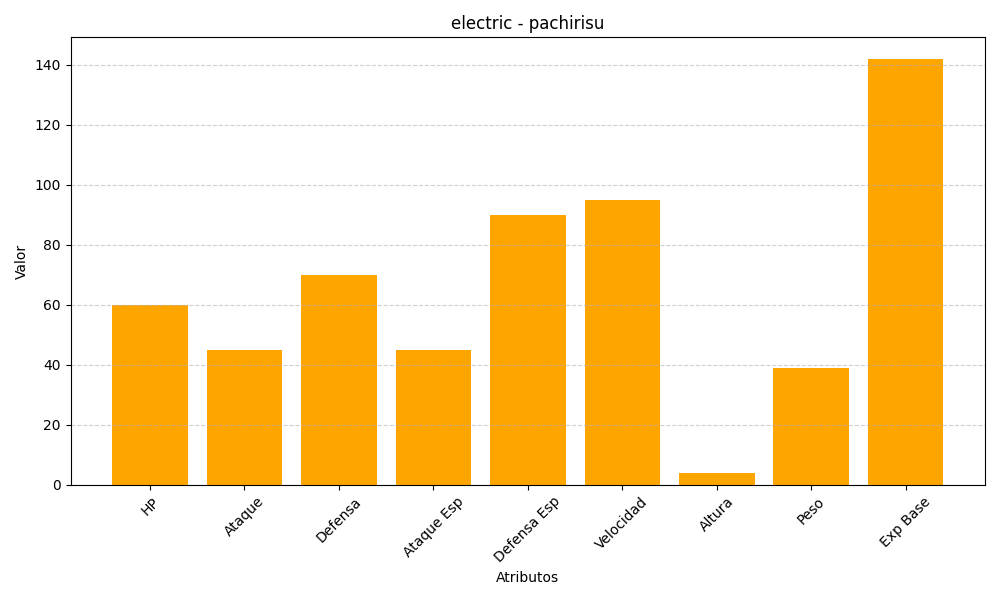 electric - pachirisu
Valor
140
120
100
80
60
40
20
0
HP
Ataque
Defensa
Ataque Esp
Defensa Esp
Velocidad
Altura
Peso
Exp Base
Atributos